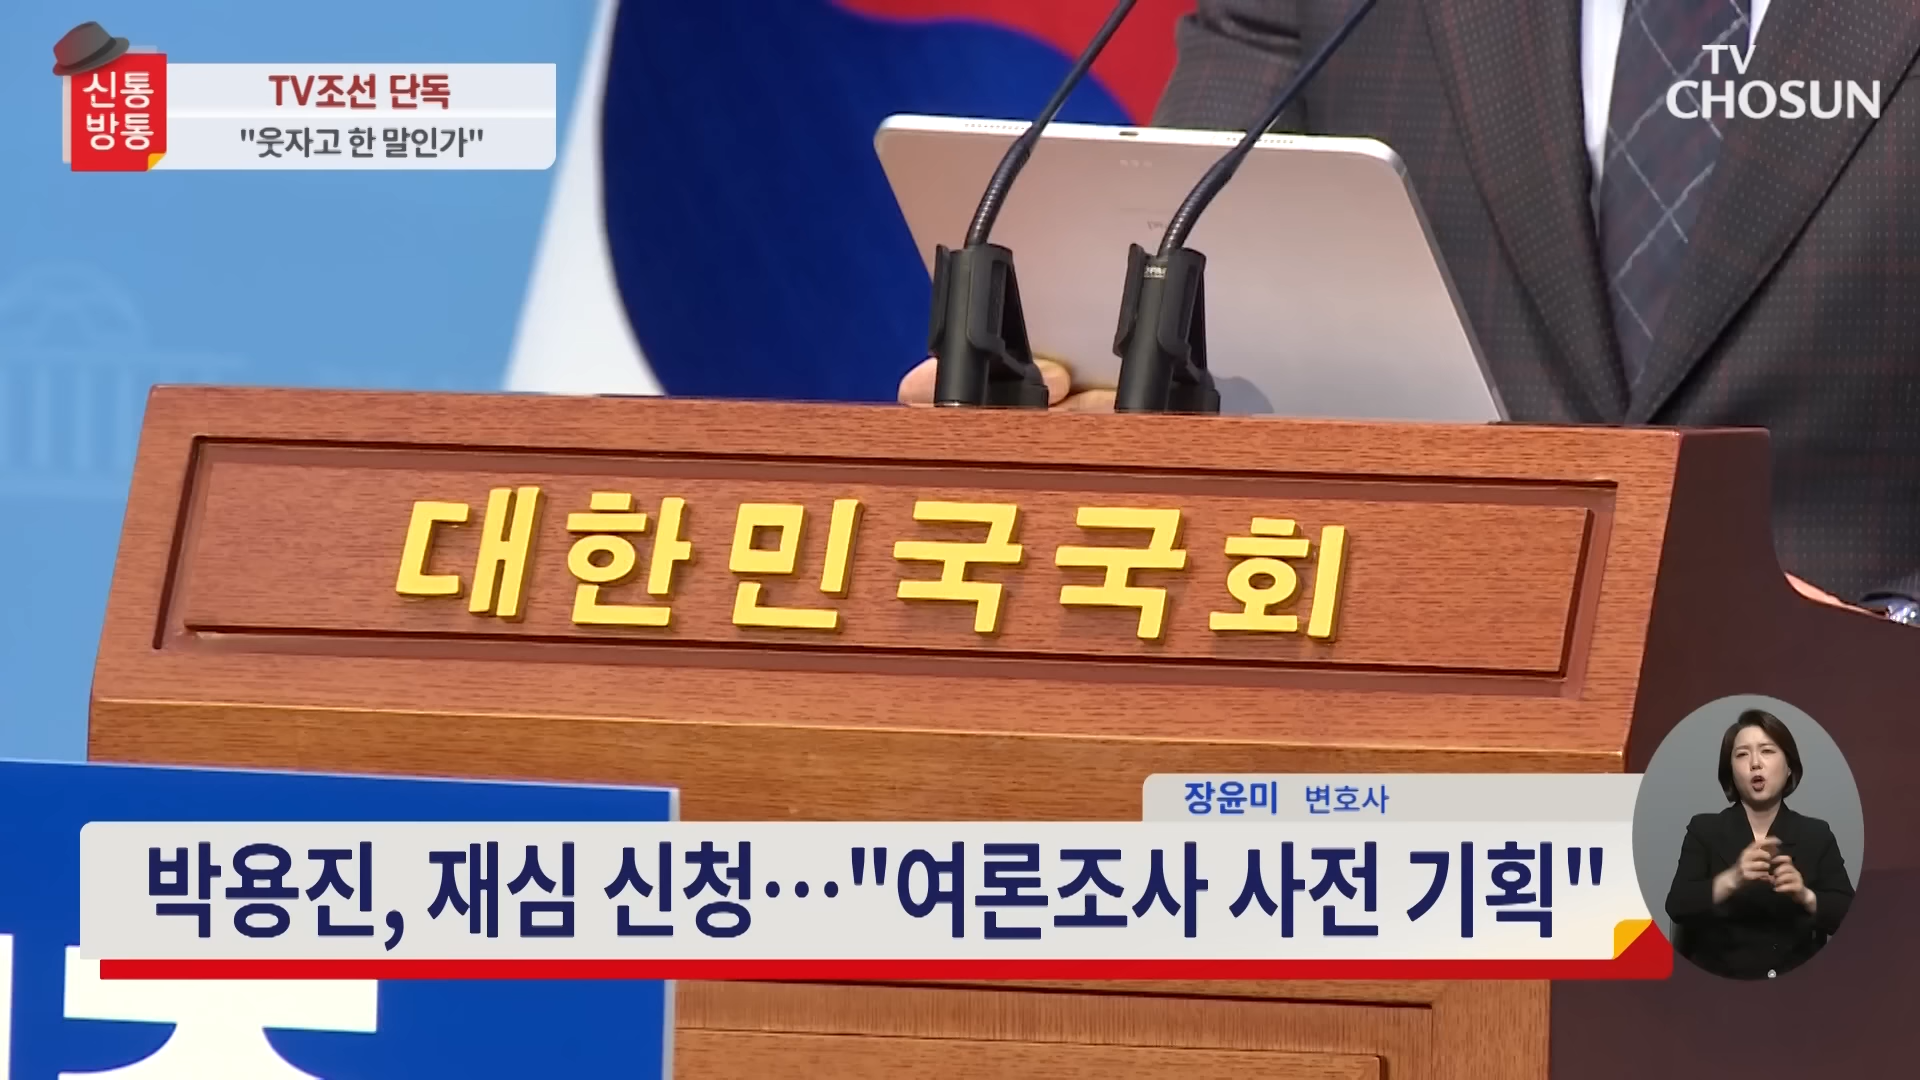 신통
방통
TV조선 단독
"웃자고 한 말인가"
TV
CHOSUN
대한민국국회
장윤미 변호사
박용진, 재심 신청…"여론조사 사전 기획"